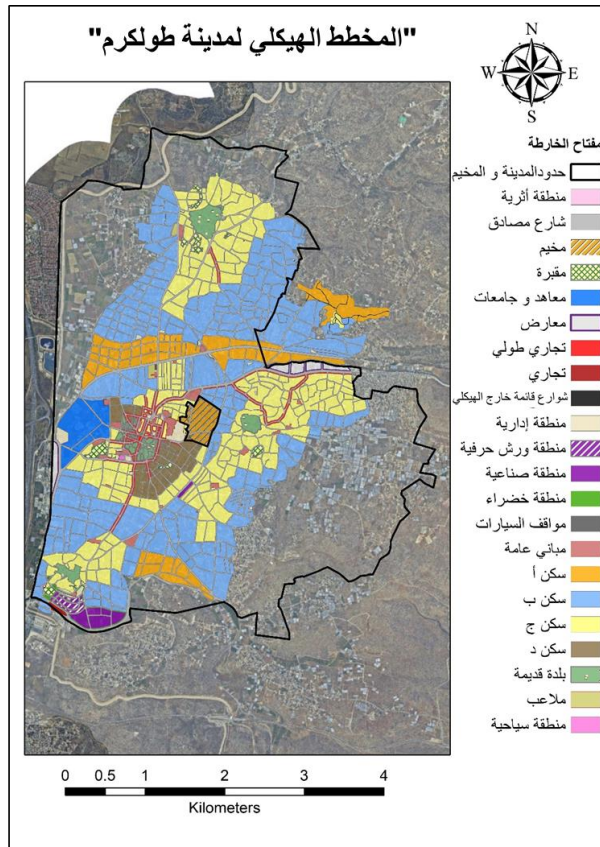 "المخطط الهيكلي لمدينة طولكرم"
N
W E
S
مفتاح الخارطة
حدودالمدينة و المخيم
منطقة أثرية
شارع مصادق
مخيم
مقبرة
معاهد و جامعات
معارض
تجاري طولي
تجاري
شوارع قائمة خارج الهيكلي
منطقة إدارية
منطقة ورش حرفية
منطقة صناعية
منطقة خضراء
مواقف السيارات
مباني عامة
سكن أ
سكن ب
سكن ج
سكن د
بلدة قديمة
ملاعب
منطقة سياحية
0 0.5 1 2 3 4
Kilometers